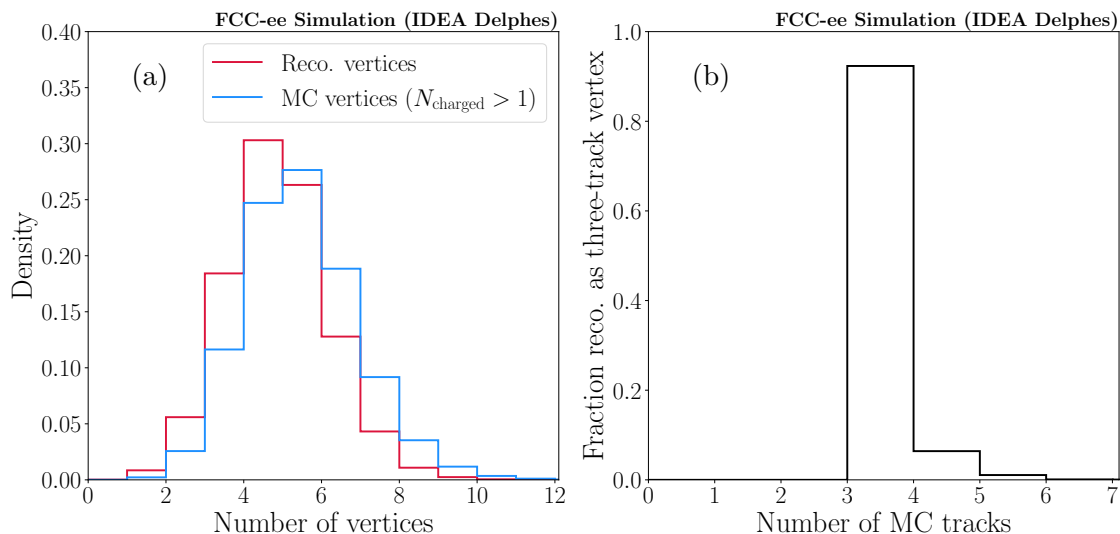 FCC-ee Simulation (IDEA Delphes)
(a)
Reco. vertices
MC vertices (N_charged > 1)
Density
0.40
0.35
0.30
0.25
0.20
0.15
0.10
0.05
0.00
0 2 4 6 8 10 12
Number of vertices
FCC-ee Simulation (IDEA Delphes)
(b)
Fraction reco. as three-track vertex
1.0
0.8
0.6
0.4
0.2
0.0
0 1 2 3 4 5 6 7
Number of MC tracks